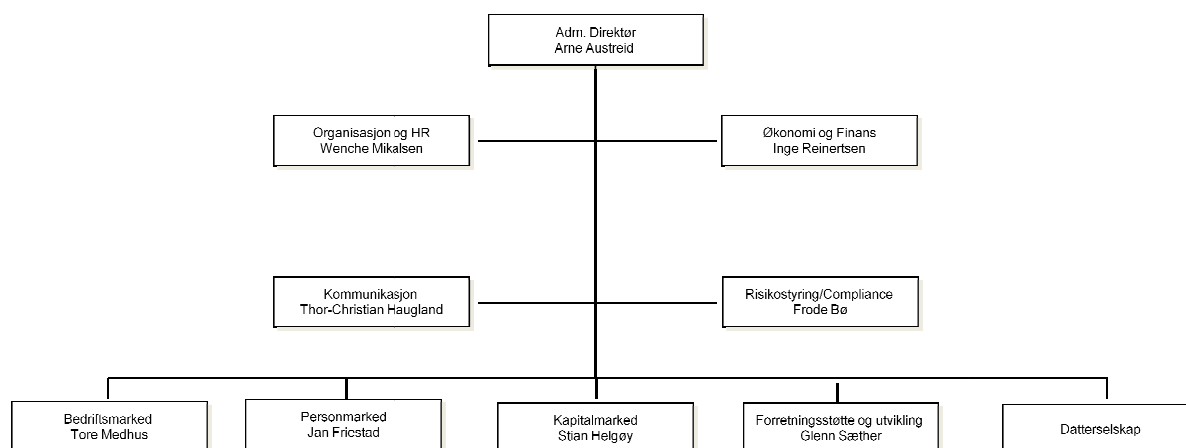 Adm. Direktør
Arne Austreid
Organisasjon og HR
Wenche Mikalsen
Økonomi og Finans
Inge Reinertsen
Kommunikasjon
Thor-Christian Haugland
Risikostyring/Compliance
Frode Bø
Bedriftsmarked
Tore Medhus
Personmarked
Jan Friestad
Kapitalmarked
Stian Helgøy
Forretningsstøtte og utvikling
Glenn Sæther
Datterselskap